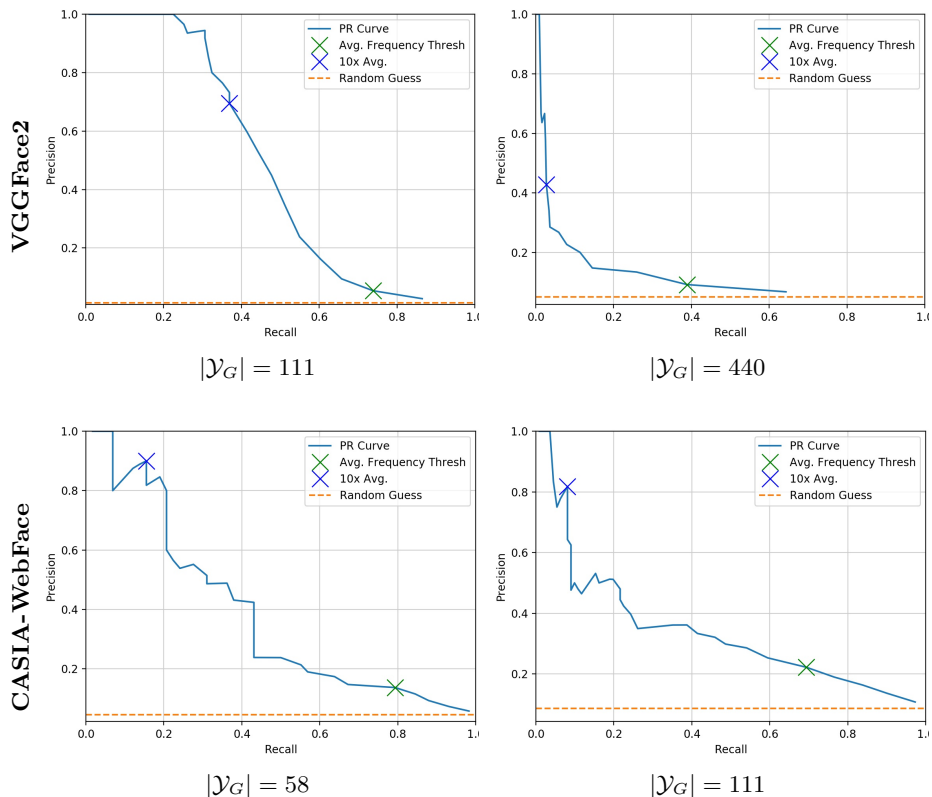 VGGFace2
1.0
0.8
0.6
0.4
0.2
Precision
0.0 0.2 0.4 0.6 0.8 1.0
Recall
PR Curve
Avg. Frequency Thresh
10x Avg.
Random Guess
|𝒴_G| = 111
1.0
0.8
0.6
0.4
0.2
Precision
0.0 0.2 0.4 0.6 0.8 1.0
Recall
PR Curve
Avg. Frequency Thresh
10x Avg.
Random Guess
|𝒴_G| = 440
CASIA-WebFace
1.0
0.8
0.6
0.4
0.2
Precision
0.0 0.2 0.4 0.6 0.8 1.0
Recall
PR Curve
Avg. Frequency Thresh
10x Avg.
Random Guess
|𝒴_G| = 58
1.0
0.8
0.6
0.4
0.2
Precision
0.0 0.2 0.4 0.6 0.8 1.0
Recall
PR Curve
Avg. Frequency Thresh
10x Avg.
Random Guess
|𝒴_G| = 111